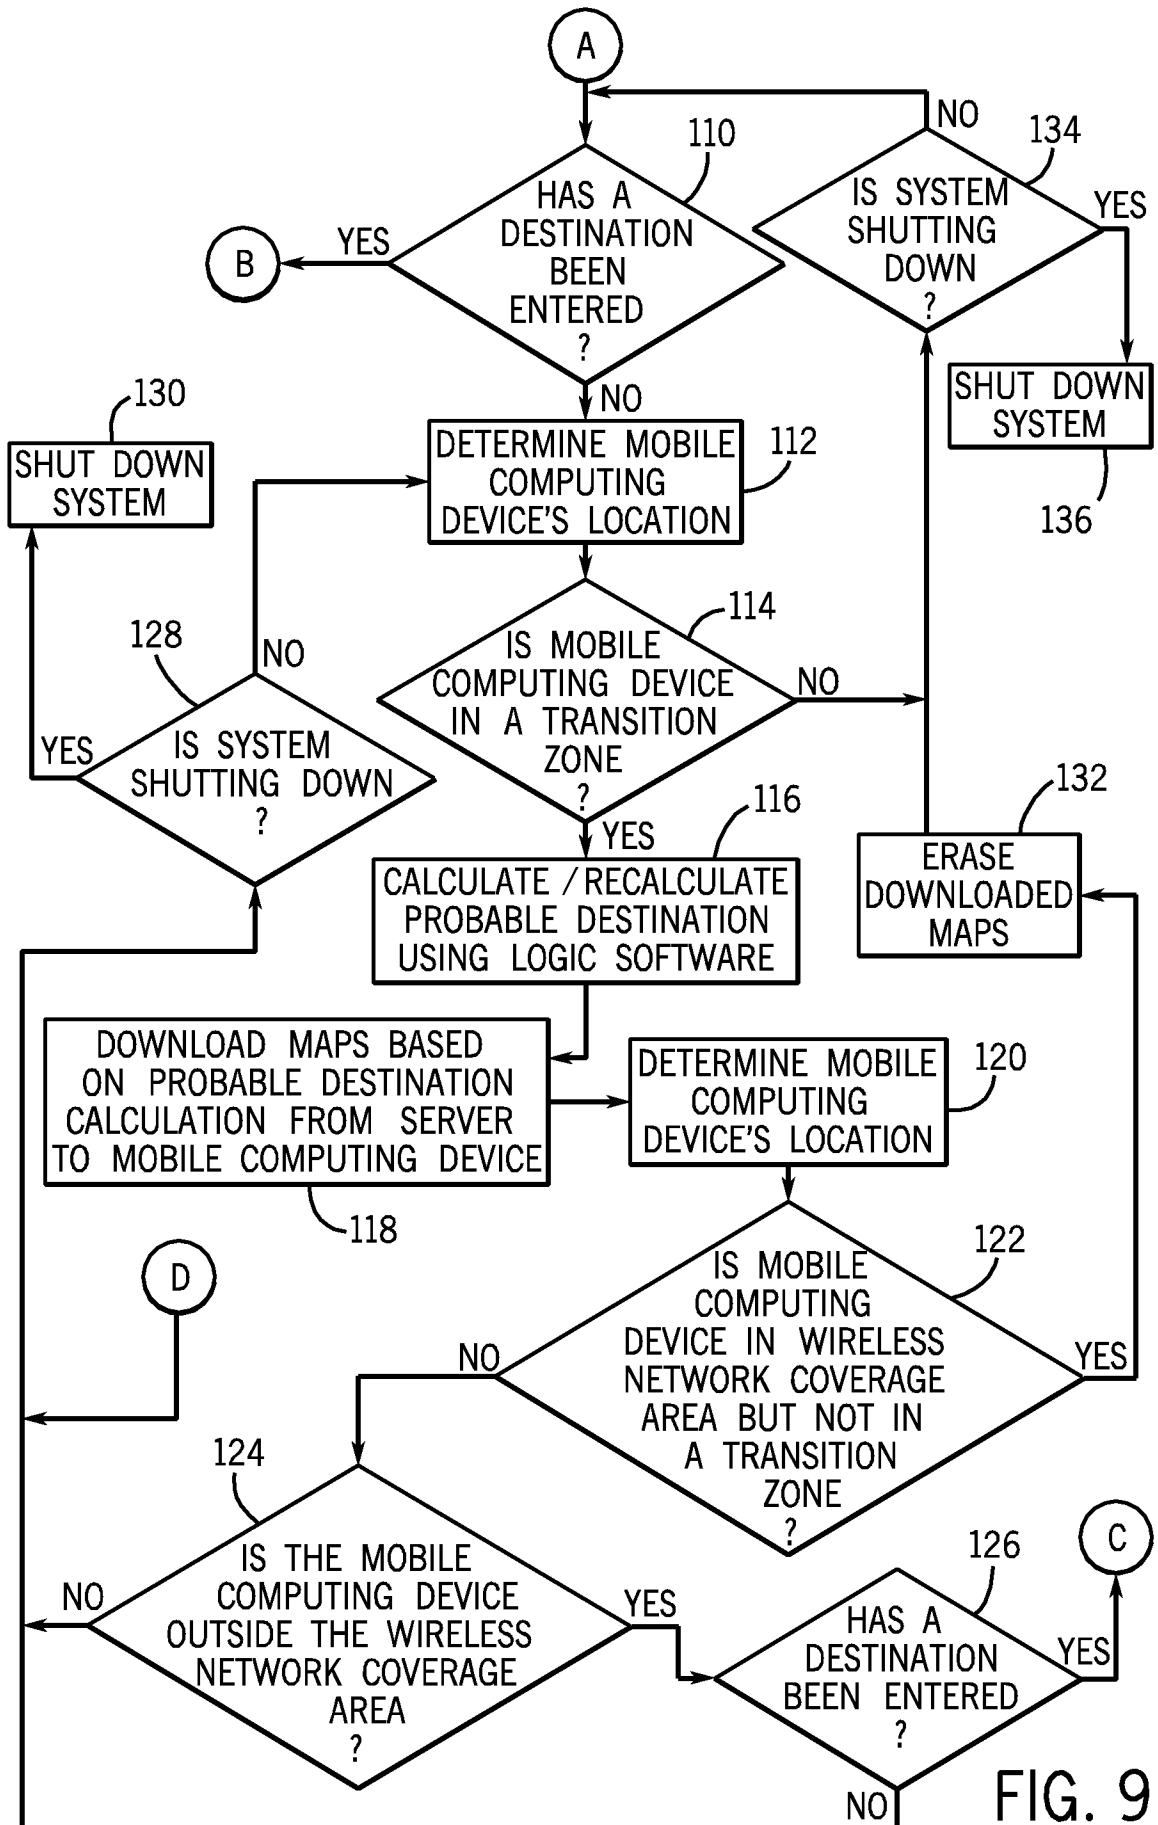 A
NO
134
110
HAS A
DESTINATION
BEEN
ENTERED
?
IS SYSTEM
SHUTTING
DOWN
?
YES
YES
B
NO
SHUT DOWN
SYSTEM
136
130
SHUT DOWN
SYSTEM
DETERMINE MOBILE
COMPUTING
DEVICE'S LOCATION
112
114
IS MOBILE
COMPUTING DEVICE
IN A TRANSITION
ZONE
?
NO
YES
128
NO
YES
IS SYSTEM
SHUTTING DOWN
?
116
CALCULATE / RECALCULATE
PROBABLE DESTINATION
USING LOGIC SOFTWARE
132
ERASE
DOWNLOADED
MAPS
DOWNLOAD MAPS BASED
ON PROBABLE DESTINATION
CALCULATION FROM SERVER
TO MOBILE COMPUTING DEVICE
118
DETERMINE MOBILE
COMPUTING
DEVICE'S LOCATION
120
122
IS MOBILE
COMPUTING
DEVICE IN WIRELESS
NETWORK COVERAGE
AREA BUT NOT IN
A TRANSITION
ZONE
?
NO
YES
D
124
IS THE MOBILE
COMPUTING DEVICE
OUTSIDE THE WIRELESS
NETWORK COVERAGE
AREA
?
NO
YES
126
HAS A
DESTINATION
BEEN ENTERED
?
YES
C
NO
FIG. 9